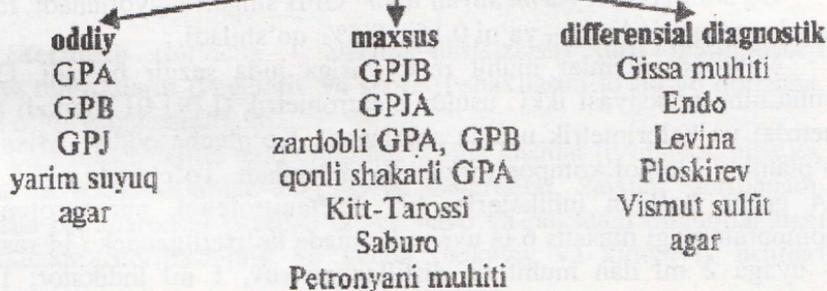 oddiy
GPA
GPB
GPJ
yarim suyuq
agar
maxsus
GPJB
GPJA
zardobli GPA, GPB
qonli shakarli GPA
Kitt-Tarossi
Saburo
Petronyani muhiti
differensial diagnostik
Gissa muhiti
Endo
Levina
Ploskirev
Vismut sulfit
agar